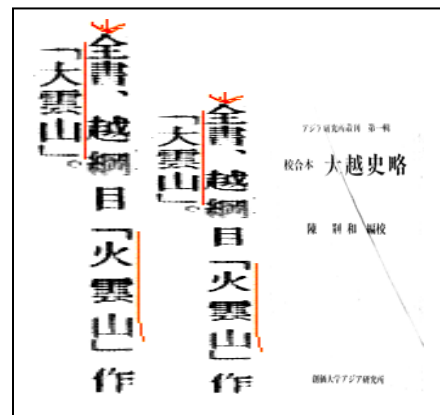 全書、越綱目「火雲山」作
「大雲山」。
全書、越綱目「火雲山」作
「大雲山」。
アジア研究所叢刊 第一輯
校合本 大越史略
陳 荊 和 編校
創価大学アジア研究所